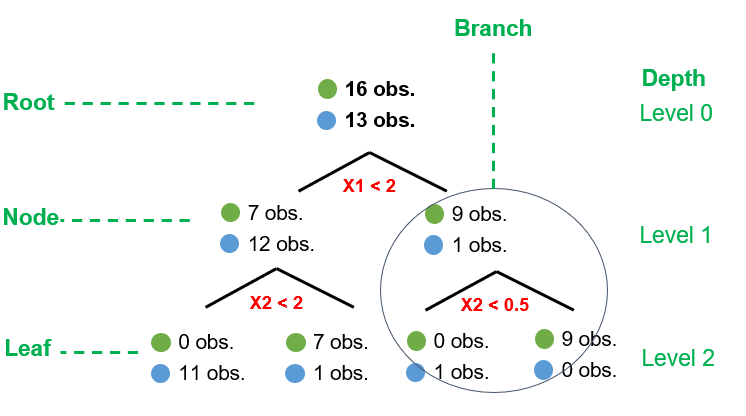 Branch
Depth
Root
16 obs.
13 obs.
Level 0
X1 < 2
Node
7 obs.
12 obs.
9 obs.
1 obs.
Level 1
X2 < 2
X2 < 0.5
Leaf
0 obs.
11 obs.
7 obs.
1 obs.
0 obs.
1 obs.
9 obs.
0 obs.
Level 2